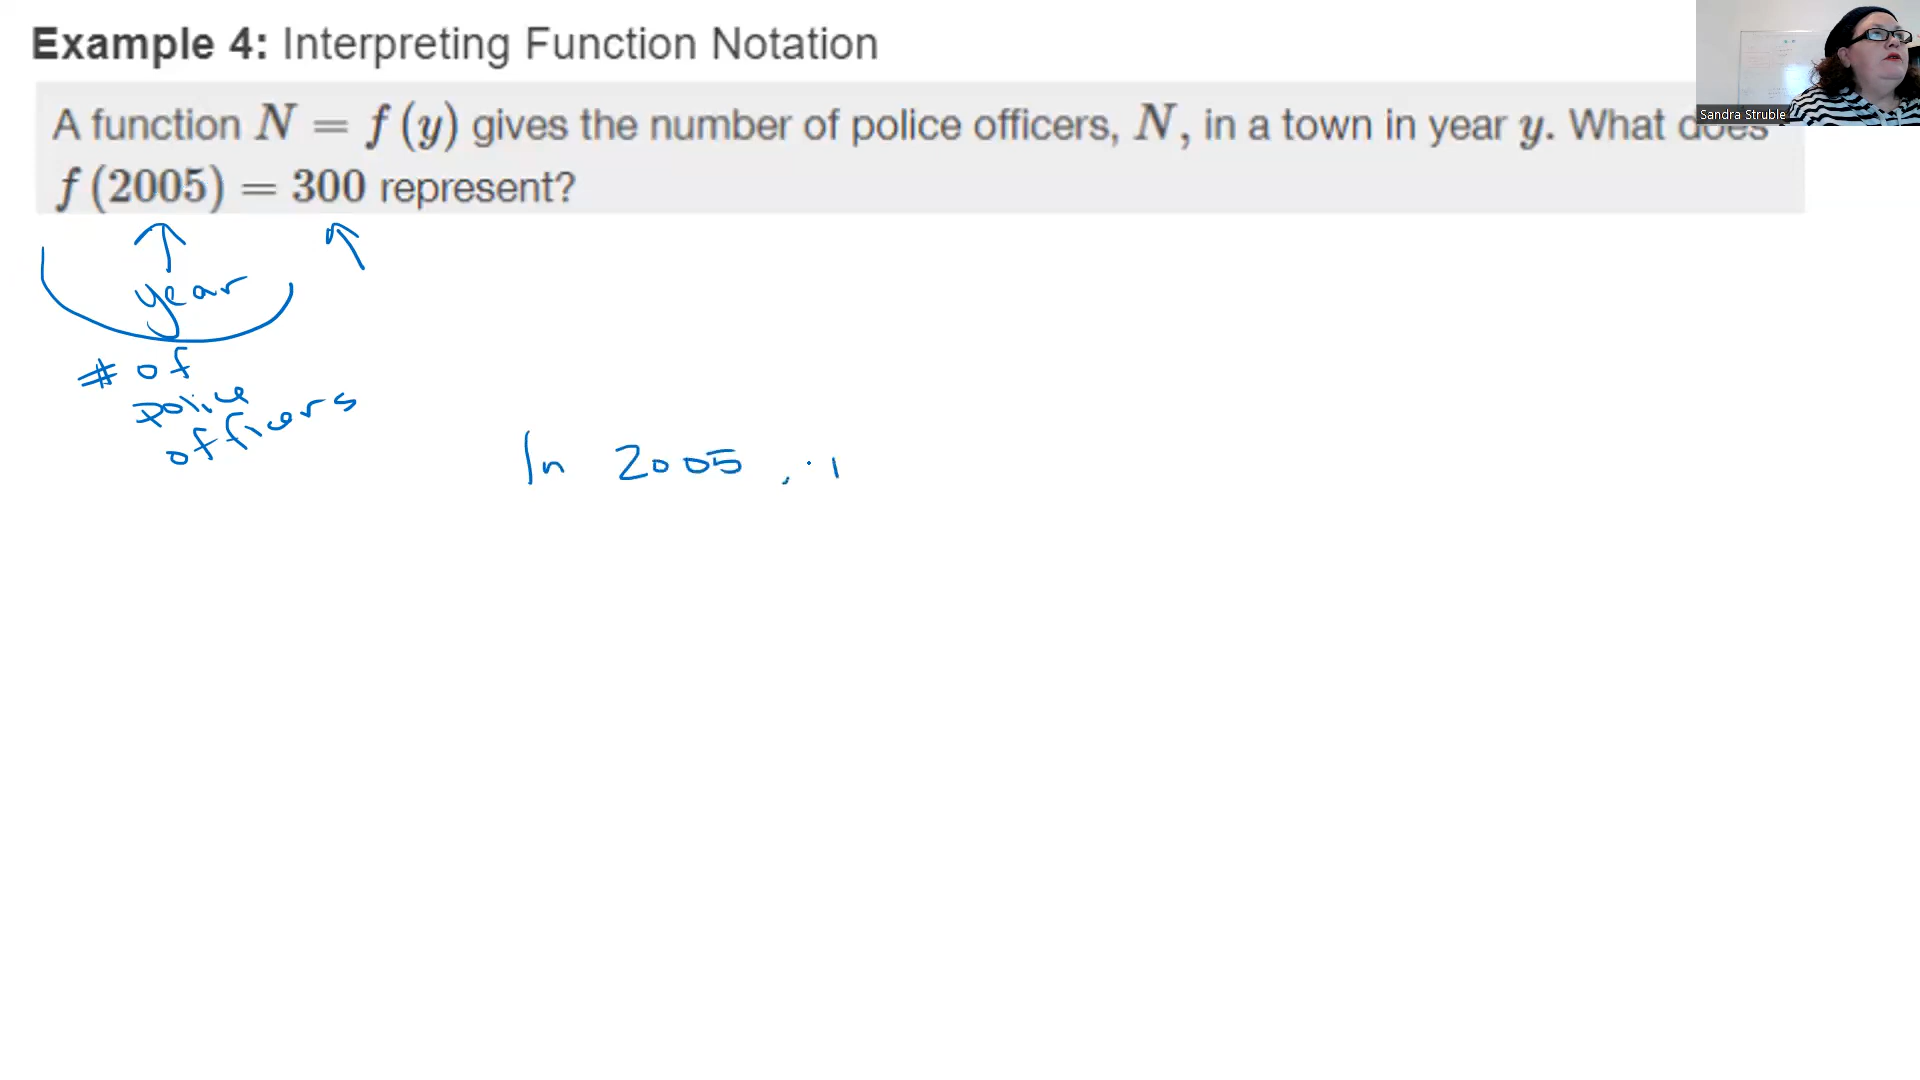 Example 4: Interpreting Function Notation
A function N = f (y) gives the number of police officers, N, in a town in year y. What does
f (2005) = 300 represent?
Sandra Struble
year
# of
police
officers
In 2005 ,